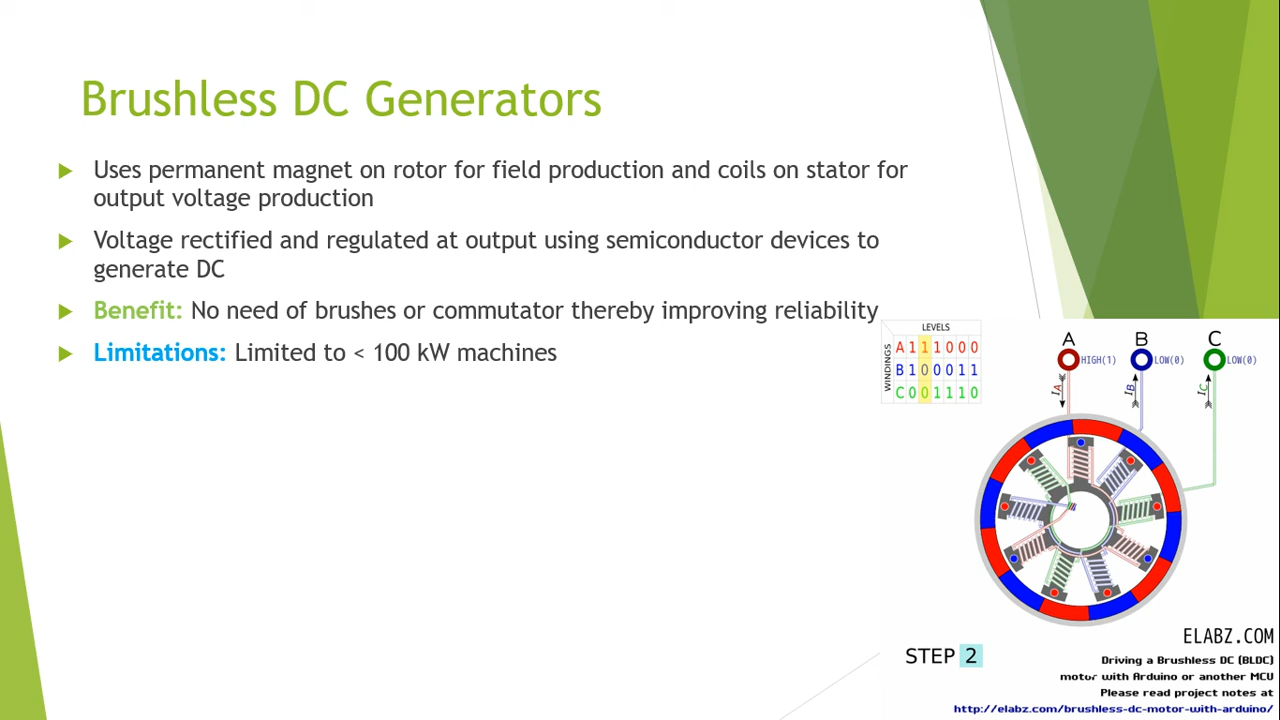 Brushless DC Generators
Uses permanent magnet on rotor for field production and coils on stator for
output voltage production
Voltage rectified and regulated at output using semiconductor devices to
generate DC
Benefit: No need of brushes or commutator thereby improving reliability
Limitations: Limited to < 100 kW machines
LEVELS
WINDINGS
A 1 1 1 0 0 0
B 1 0 0 0 1 1
C 0 0 1 1 1 0
A B C
HIGH(1) LOW(0) LOW(0)
IA IB IC
STEP 2
ELABZ.COM
Driving a Brushless DC (BLDC)
motor with Arduino or another MCU
Please read project notes at
http://elabz.com/brushless-dc-motor-with-arduino/